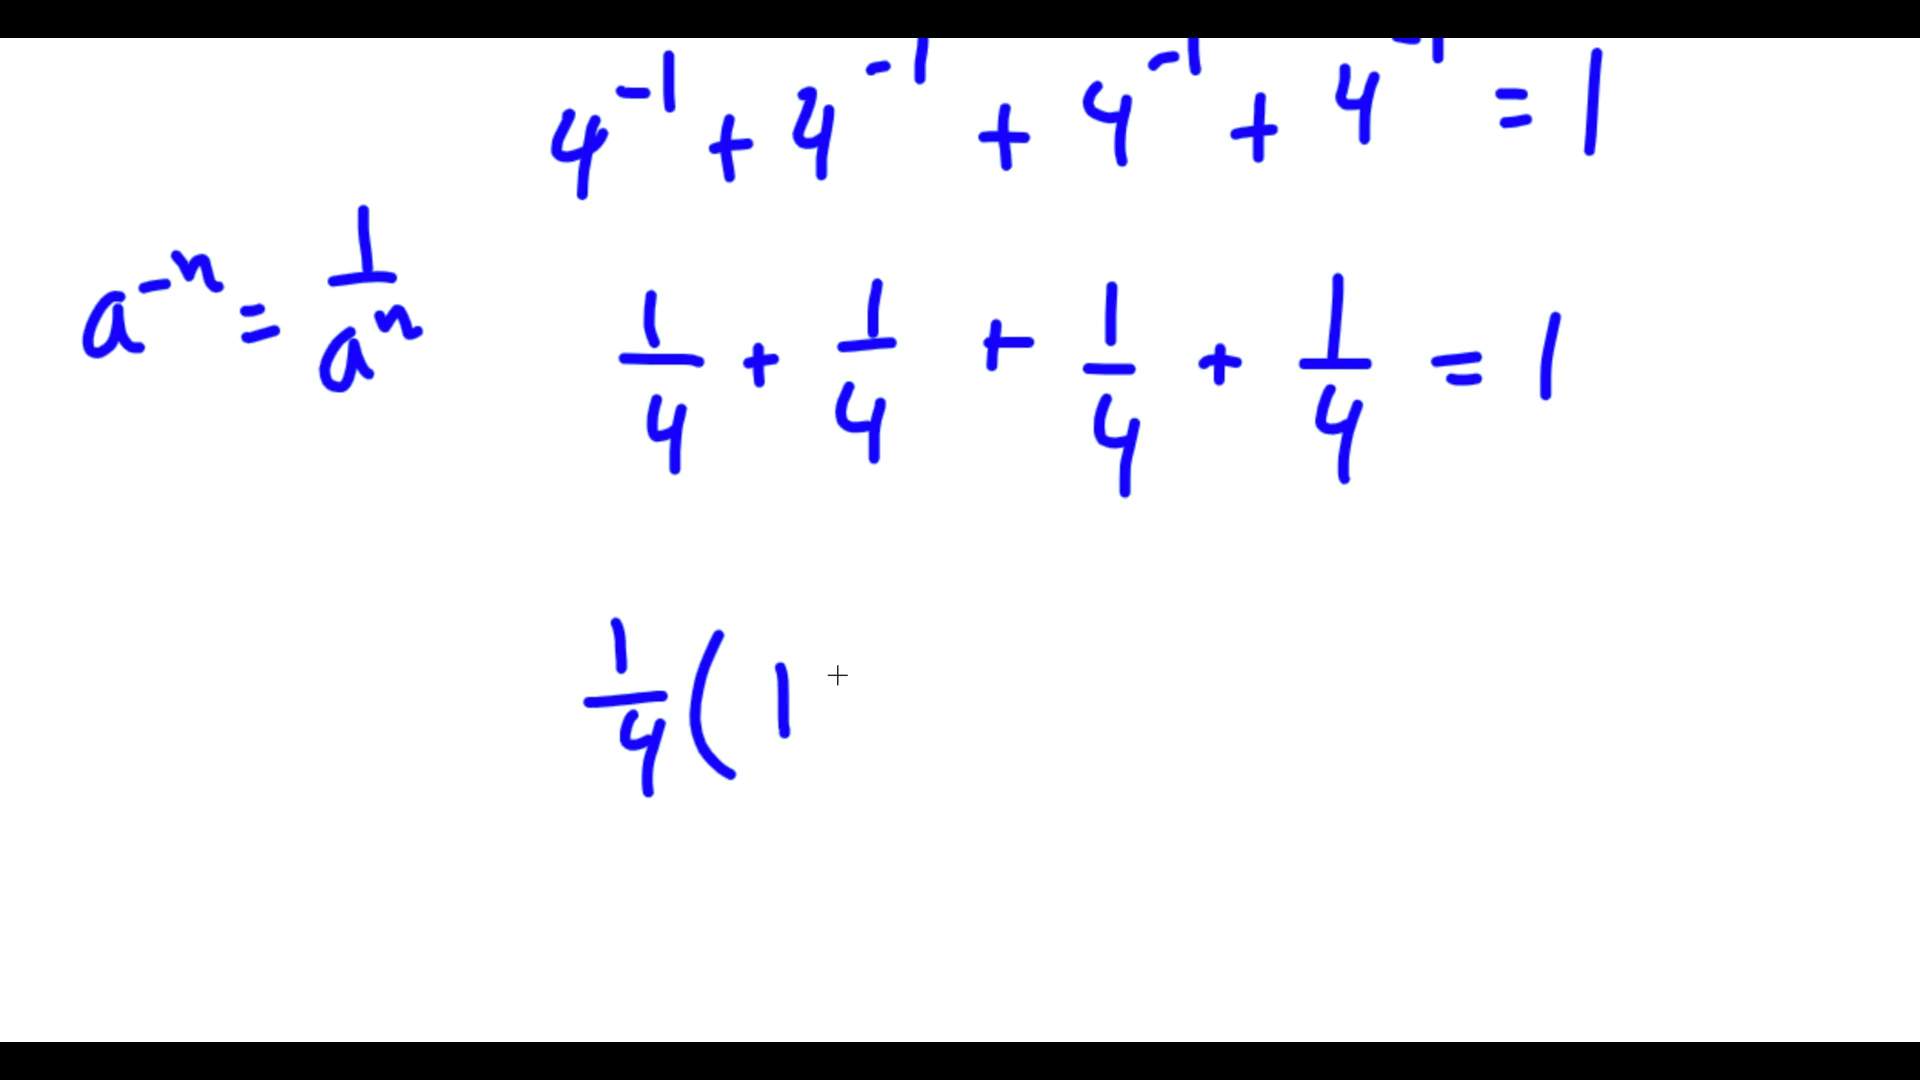 4⁻¹ + 4⁻¹ + 4⁻¹ + 4⁻¹ = 1
a⁻ⁿ = 1/aⁿ
1/4 + 1/4 + 1/4 + 1/4 = 1
1/4 ( 1